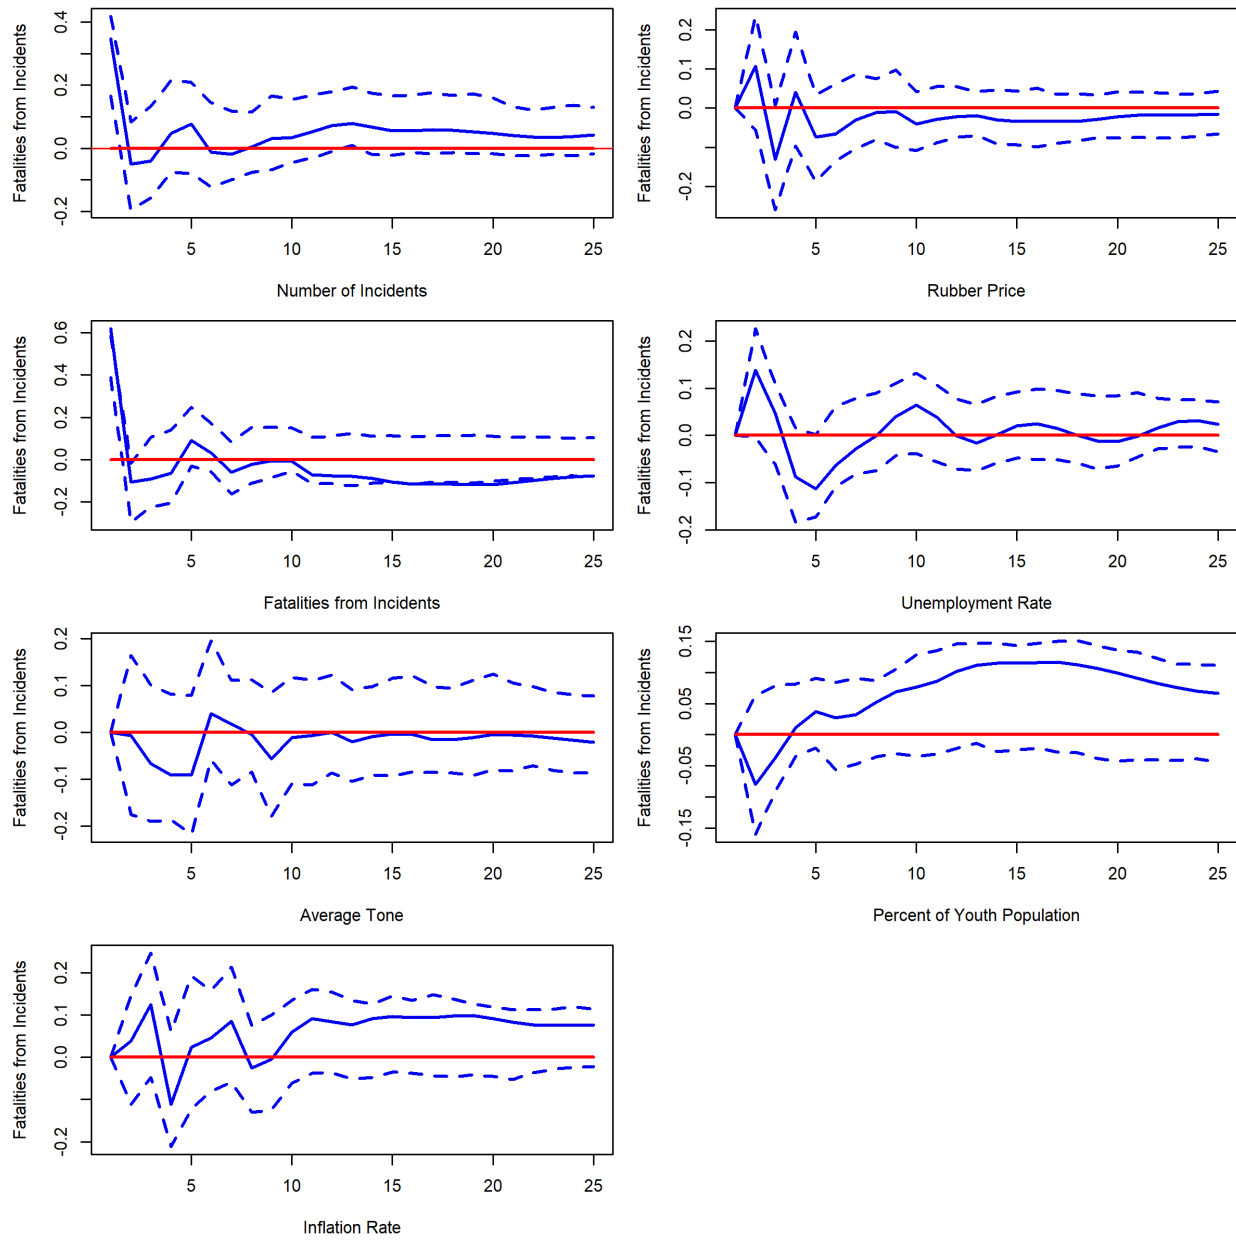 Fatalities from Incidents
0.4
0.2
0.0
-0.2
5 10 15 20 25
Number of Incidents
Fatalities from Incidents
0.2
0.1
0.0
-0.2
5 10 15 20 25
Rubber Price
Fatalities from Incidents
0.6
0.4
0.2
0.0
-0.2
5 10 15 20 25
Fatalities from Incidents
Fatalities from Incidents
0.2
0.1
0.0
-0.1
-0.2
5 10 15 20 25
Unemployment Rate
Fatalities from Incidents
0.2
0.1
0.0
-0.1
-0.2
5 10 15 20 25
Average Tone
Fatalities from Incidents
0.15
0.05
-0.05
-0.15
5 10 15 20 25
Percent of Youth Population
Fatalities from Incidents
0.2
0.1
0.0
-0.2
5 10 15 20 25
Inflation Rate